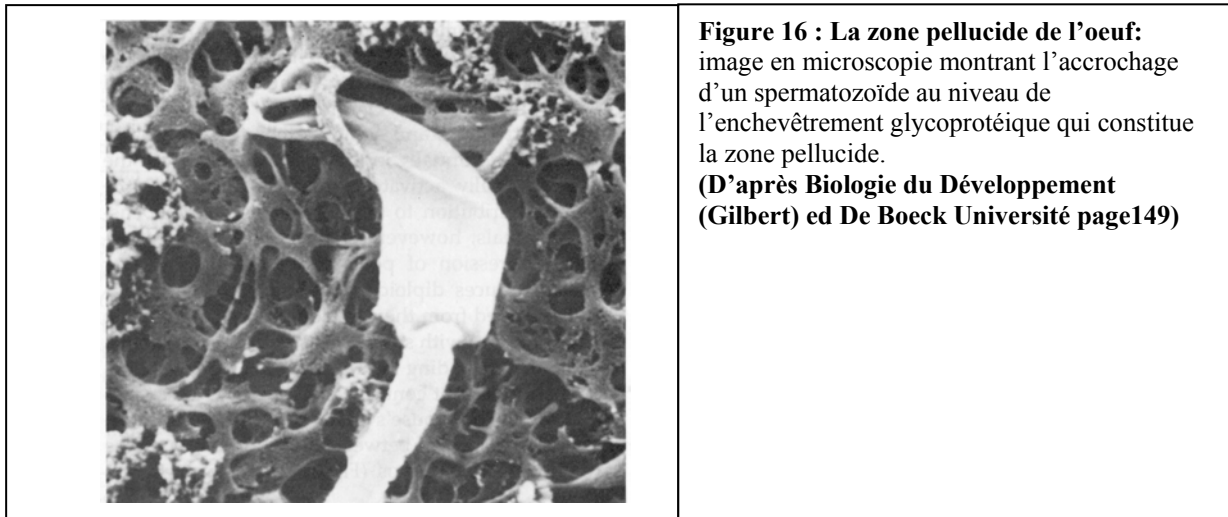 Figure 16 : La zone pellucide de l’oeuf:
image en microscopie montrant l’accrochage
d’un spermatozoïde au niveau de
l’enchevêtrement glycoprotéique qui constitue
la zone pellucide.
(D'après Biologie du Développement
(Gilbert) ed De Boeck Université page149)